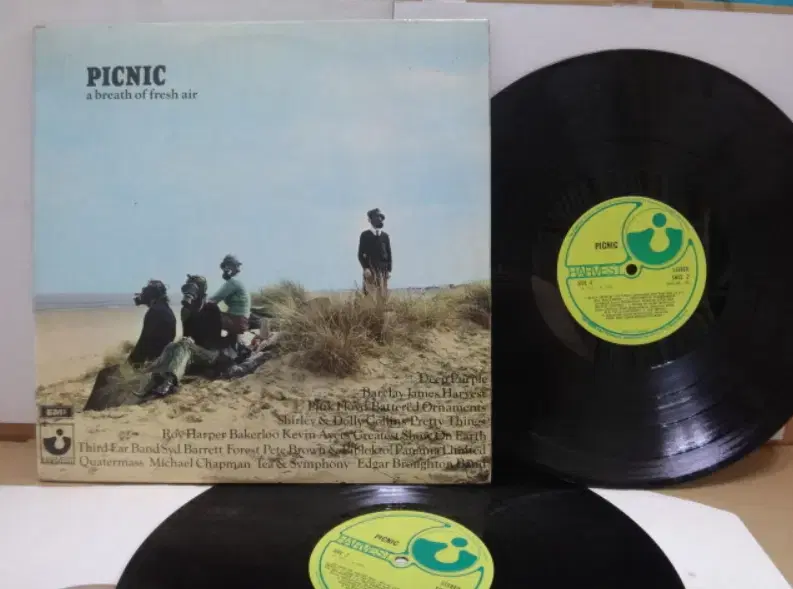 PICNIC
a breath of fresh air
Deep Purple
Barclay James Harvest
Pink Floyd Battered Ornaments
Shirley & Dolly Collins Pretty Things
Roy Harper Bakerloo Kevin Ayers Greatest Show On Earth
Third Ear Band Syd Barrett Forest Pete Brown & Piblokto! Panama Limited
Quatermass Michael Chapman Tea & Symphony Edgar Broughton Band
EMI
PICNIC
HARVEST
STEREO
PICNIC
HARVEST